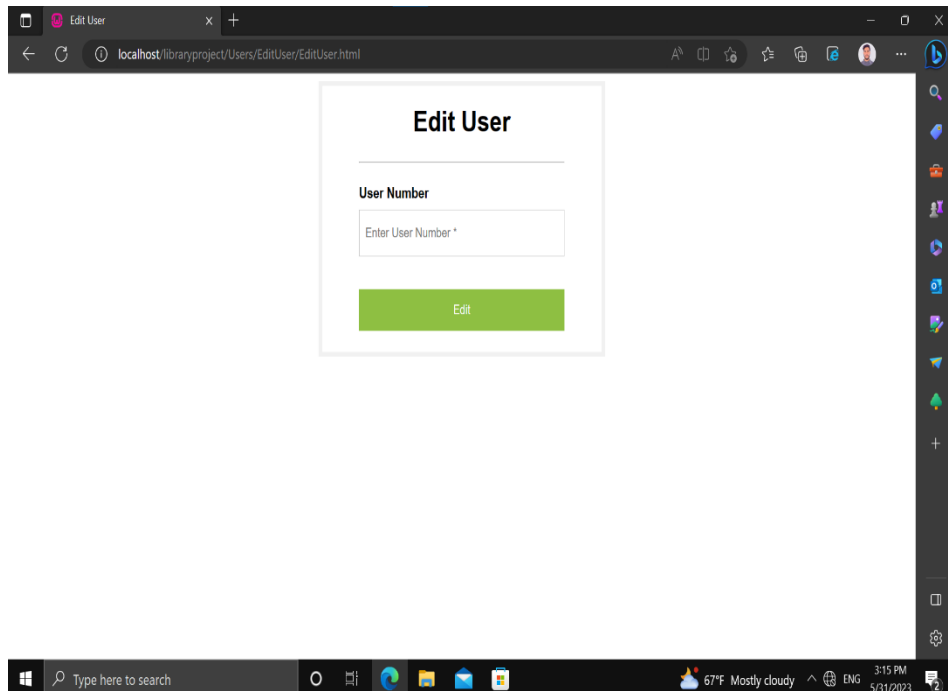 Edit User
localhost/libraryproject/Users/EditUser/EditUser.html
Edit User
User Number
Enter User Number *
Edit
Type here to search
67°F Mostly cloudy
ENG
3:15 PM
5/31/2023
2